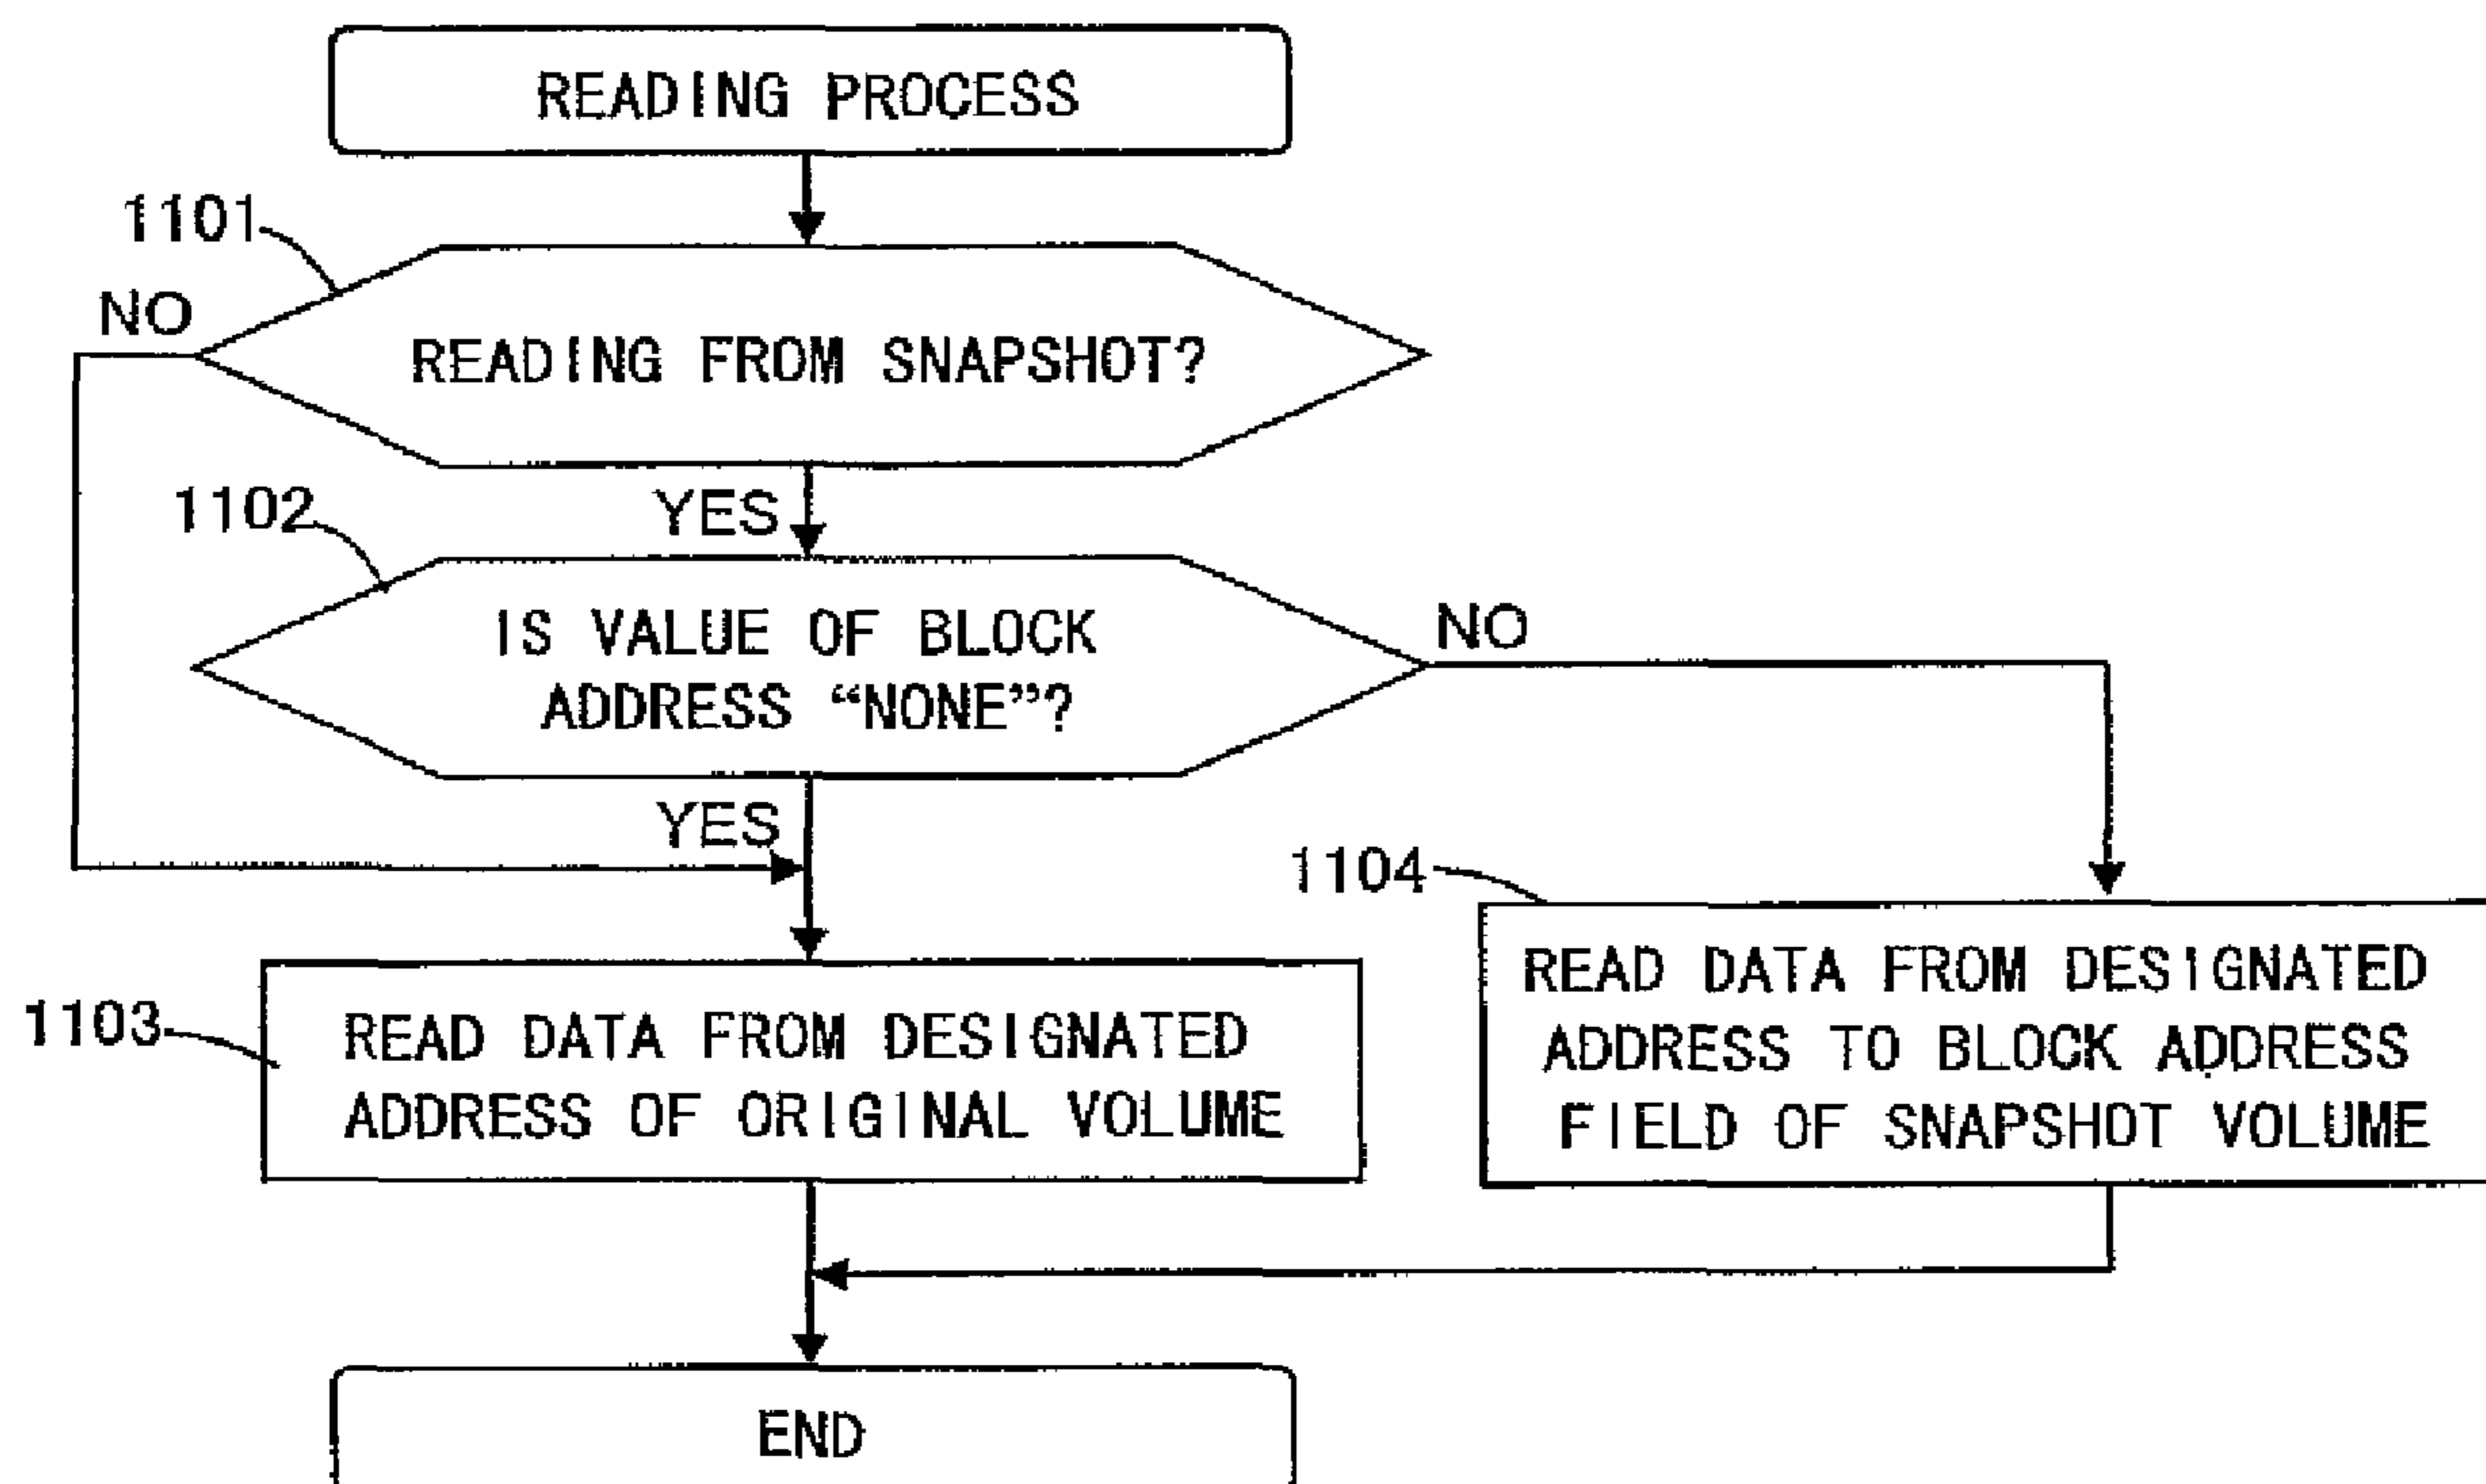 READING PROCESS
1101
NO
READING FROM SNAPSHOT?
1102
YES
IS VALUE OF BLOCK
ADDRESS “NONE”?
NO
YES
1104
1103
READ DATA FROM DESIGNATED
ADDRESS OF ORIGINAL VOLUME
READ DATA FROM DESIGNATED
ADDRESS TO BLOCK ADDRESS
FIELD OF SNAPSHOT VOLUME
END